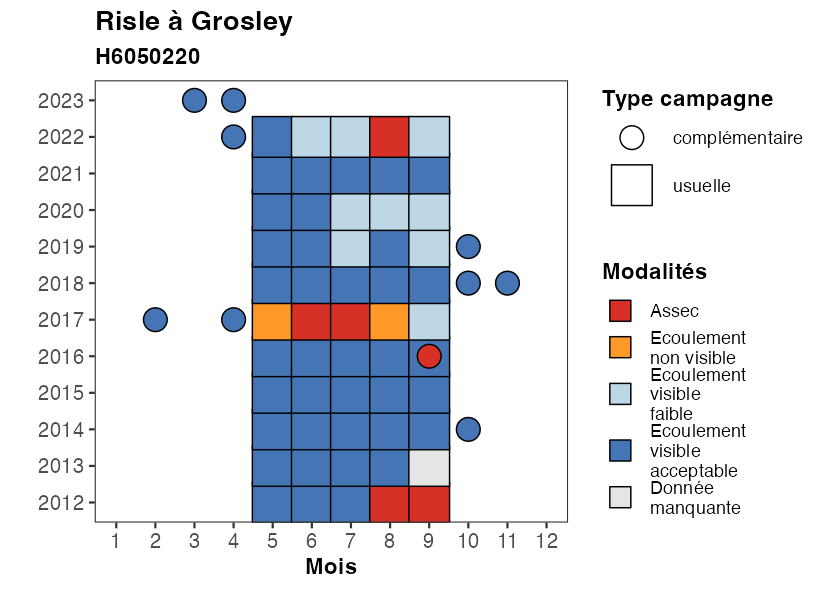 Risle à Grosley
H6050220
2023
2022
2021
2020
2019
2018
2017
2016
2015
2014
2013
2012
1 2 3 4 5 6 7 8 9 10 11 12
Mois
Type campagne
complémentaire
usuelle
Modalités
Assec
Ecoulement
non visible
Ecoulement
visible
faible
Ecoulement
visible
acceptable
Donnée
manquante